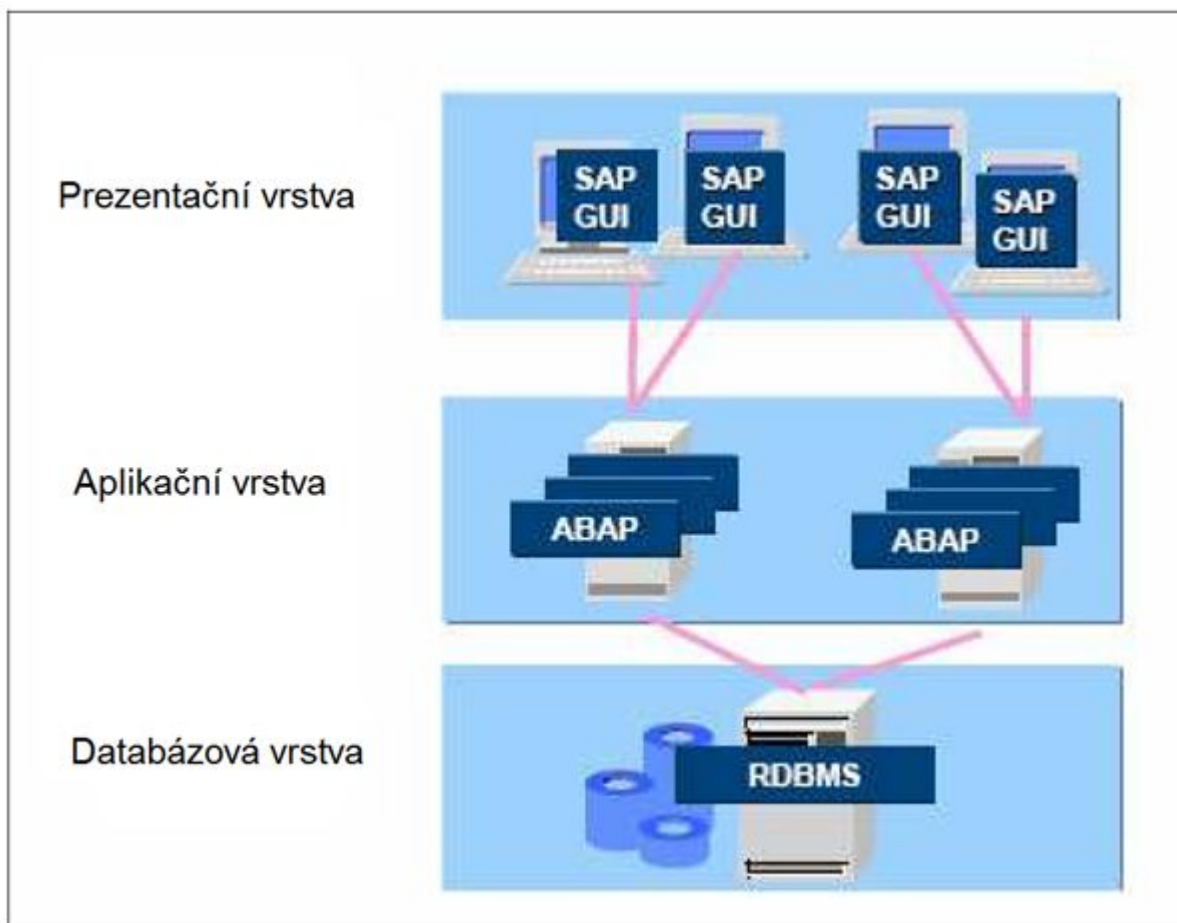 Prezentační vrstva
SAP
GUI
SAP
GUI
SAP
GUI
SAP
GUI
Aplikační vrstva
ABAP
ABAP
Databázová vrstva
RDBMS